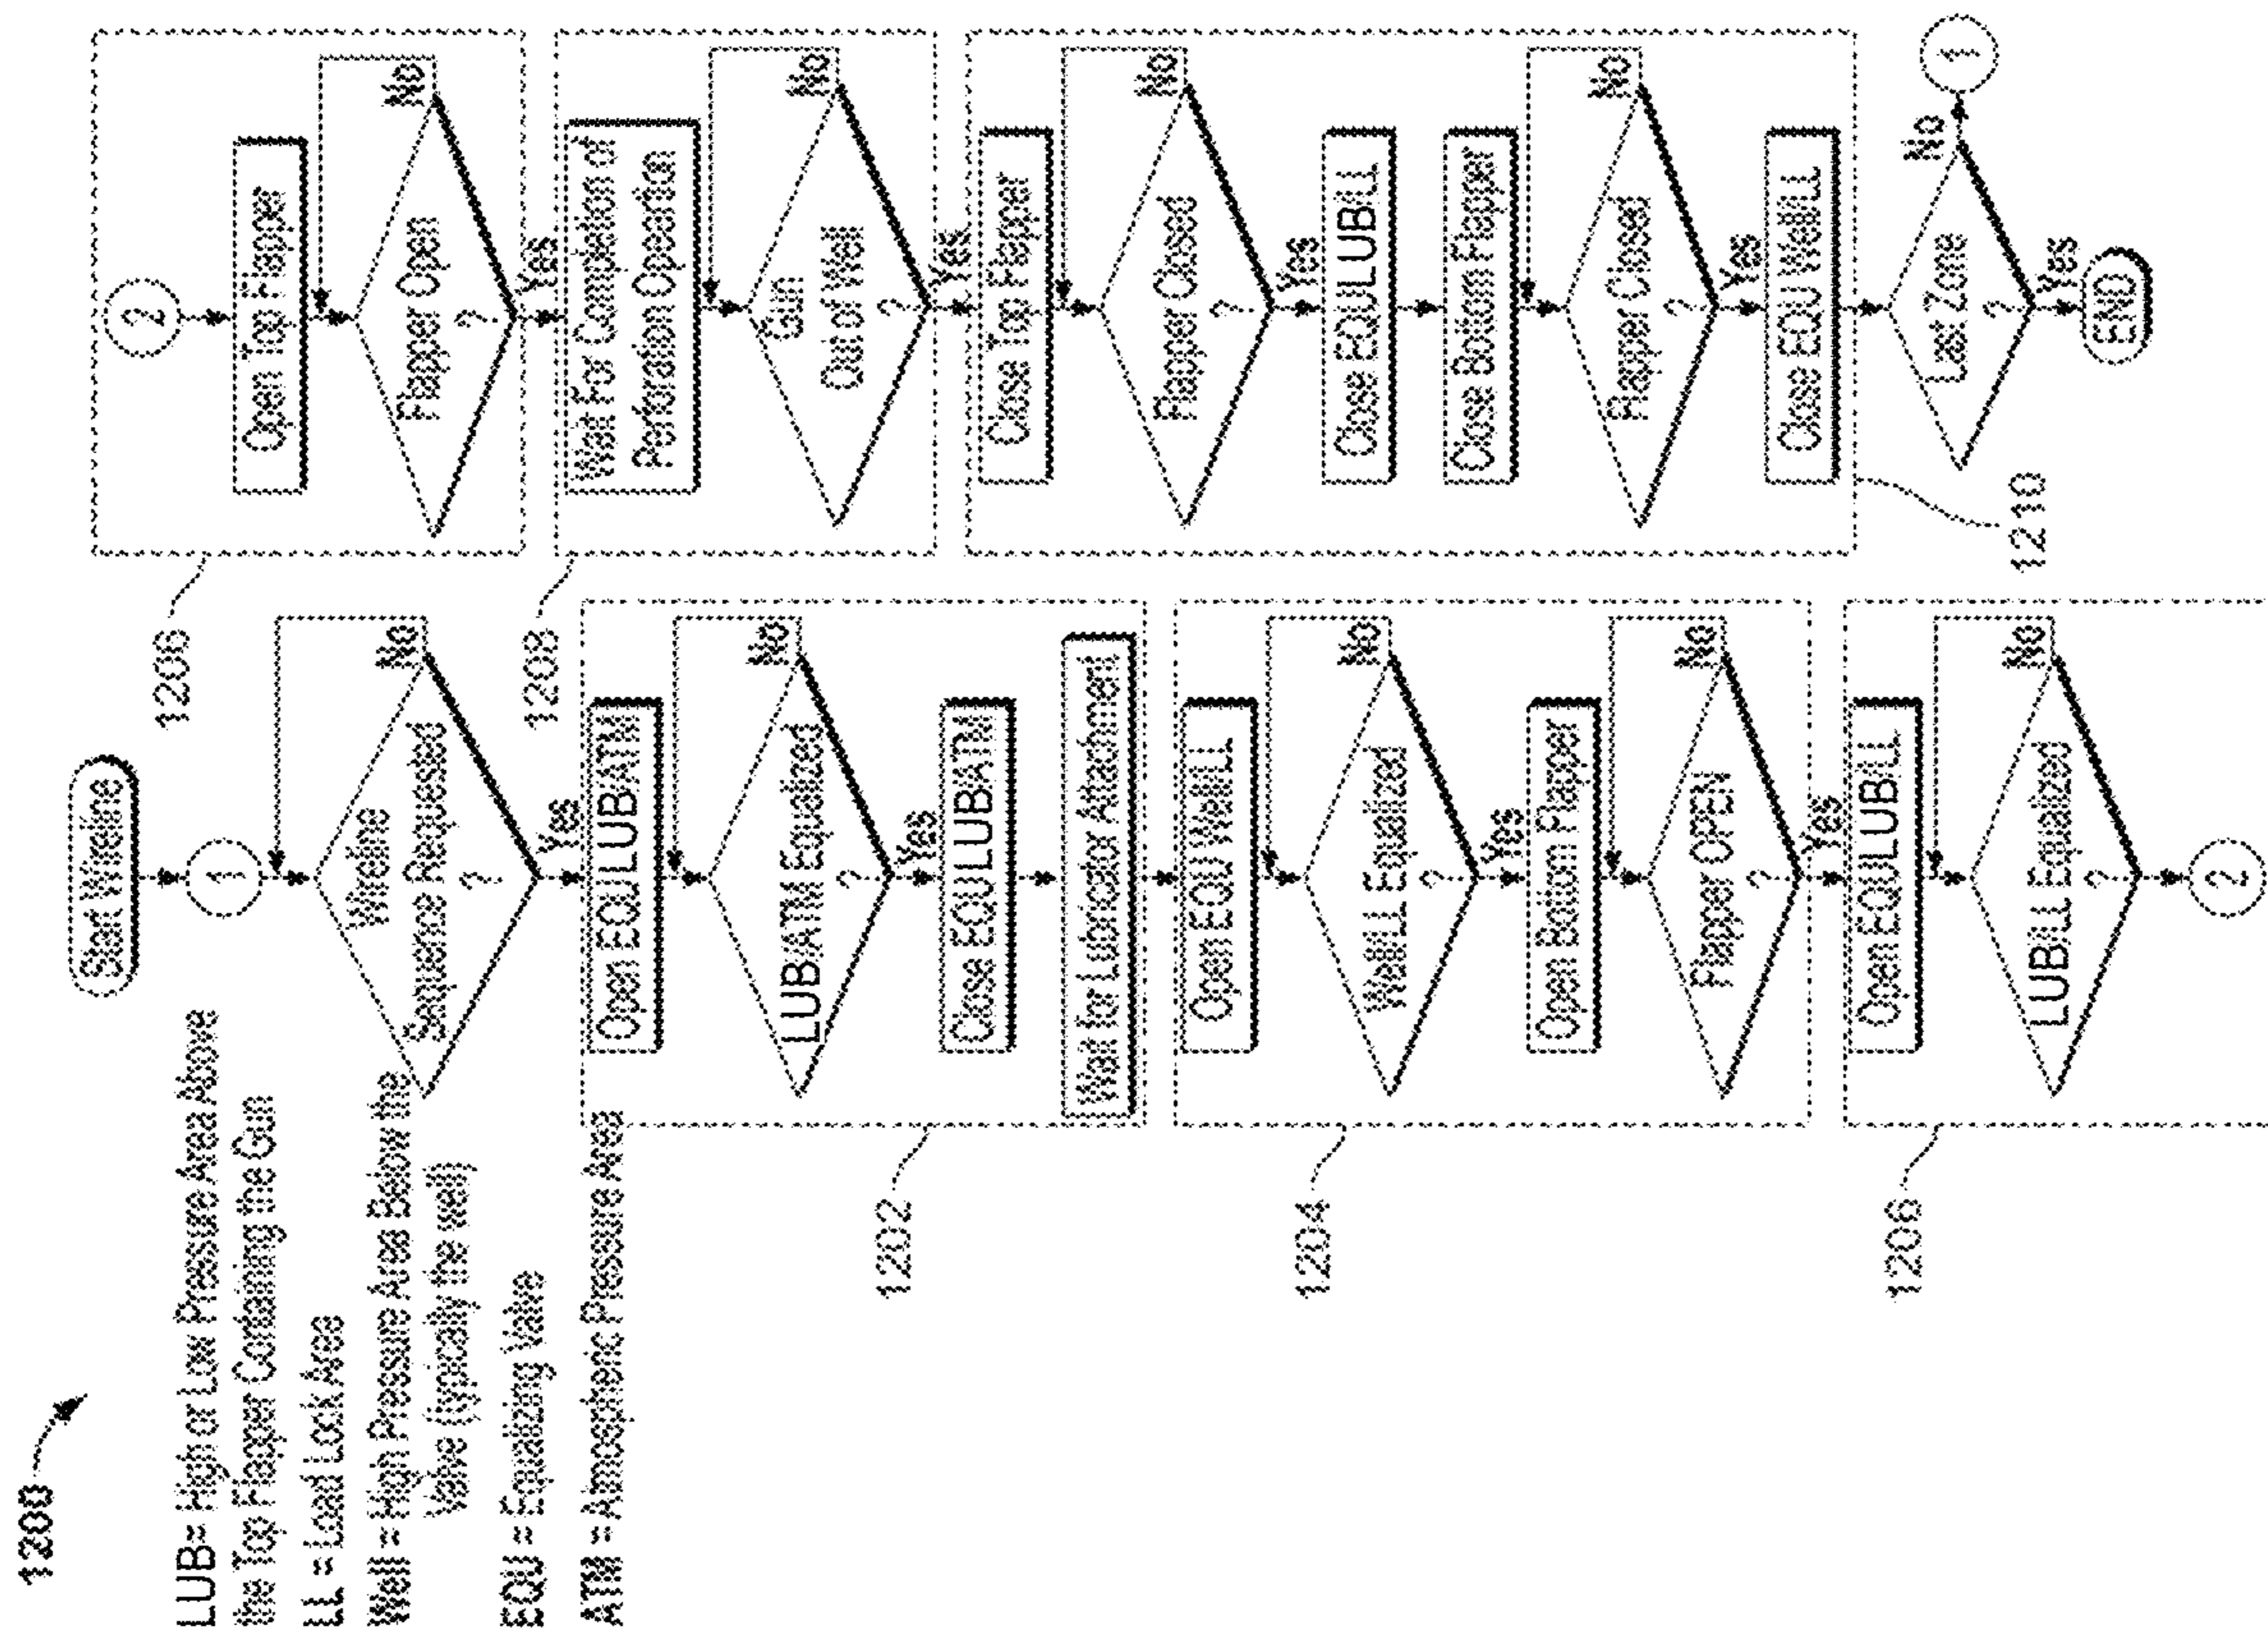 1200
LUB= High or Low Pressure Area Above
the Top Flapper Containing the Gun
LL = Load Lock Area
Well = High Pressure Area Below the
Valve (typically the well)
EQU = Equalizing Valve
ATM = Atmospheric Pressure Area
Start Wireline
1
Wireline
Sequence Requested
?
No
Yes
1202
Open EQU LUB/ATM
LUB/ATM Equalized
?
No
Yes
Close EQU LUB/ATM
Wait for Lubricator Attachment
1204
Open EQU Well/LL
Well/LL Equalized
?
No
Yes
Open Bottom Flapper
Flapper OPEN
?
No
Yes
1206
Open EQU LUB/LL
LUB/LL Equalized
?
No
2
2
1206
Open Top Flapper
Flapper Open
?
No
Yes
1208
Wait For Completion of
Perforation Opeartion
Gun
Out of Well
?
No
Yes
Close Top Flapper
Flapper Closed
?
No
Yes
Close EQU LUB/LL
Close Bottom Flapper
Flapper Closed
?
No
Yes
Close EQU Well/LL
1210
Last Zone
?
No
1
Yes
END